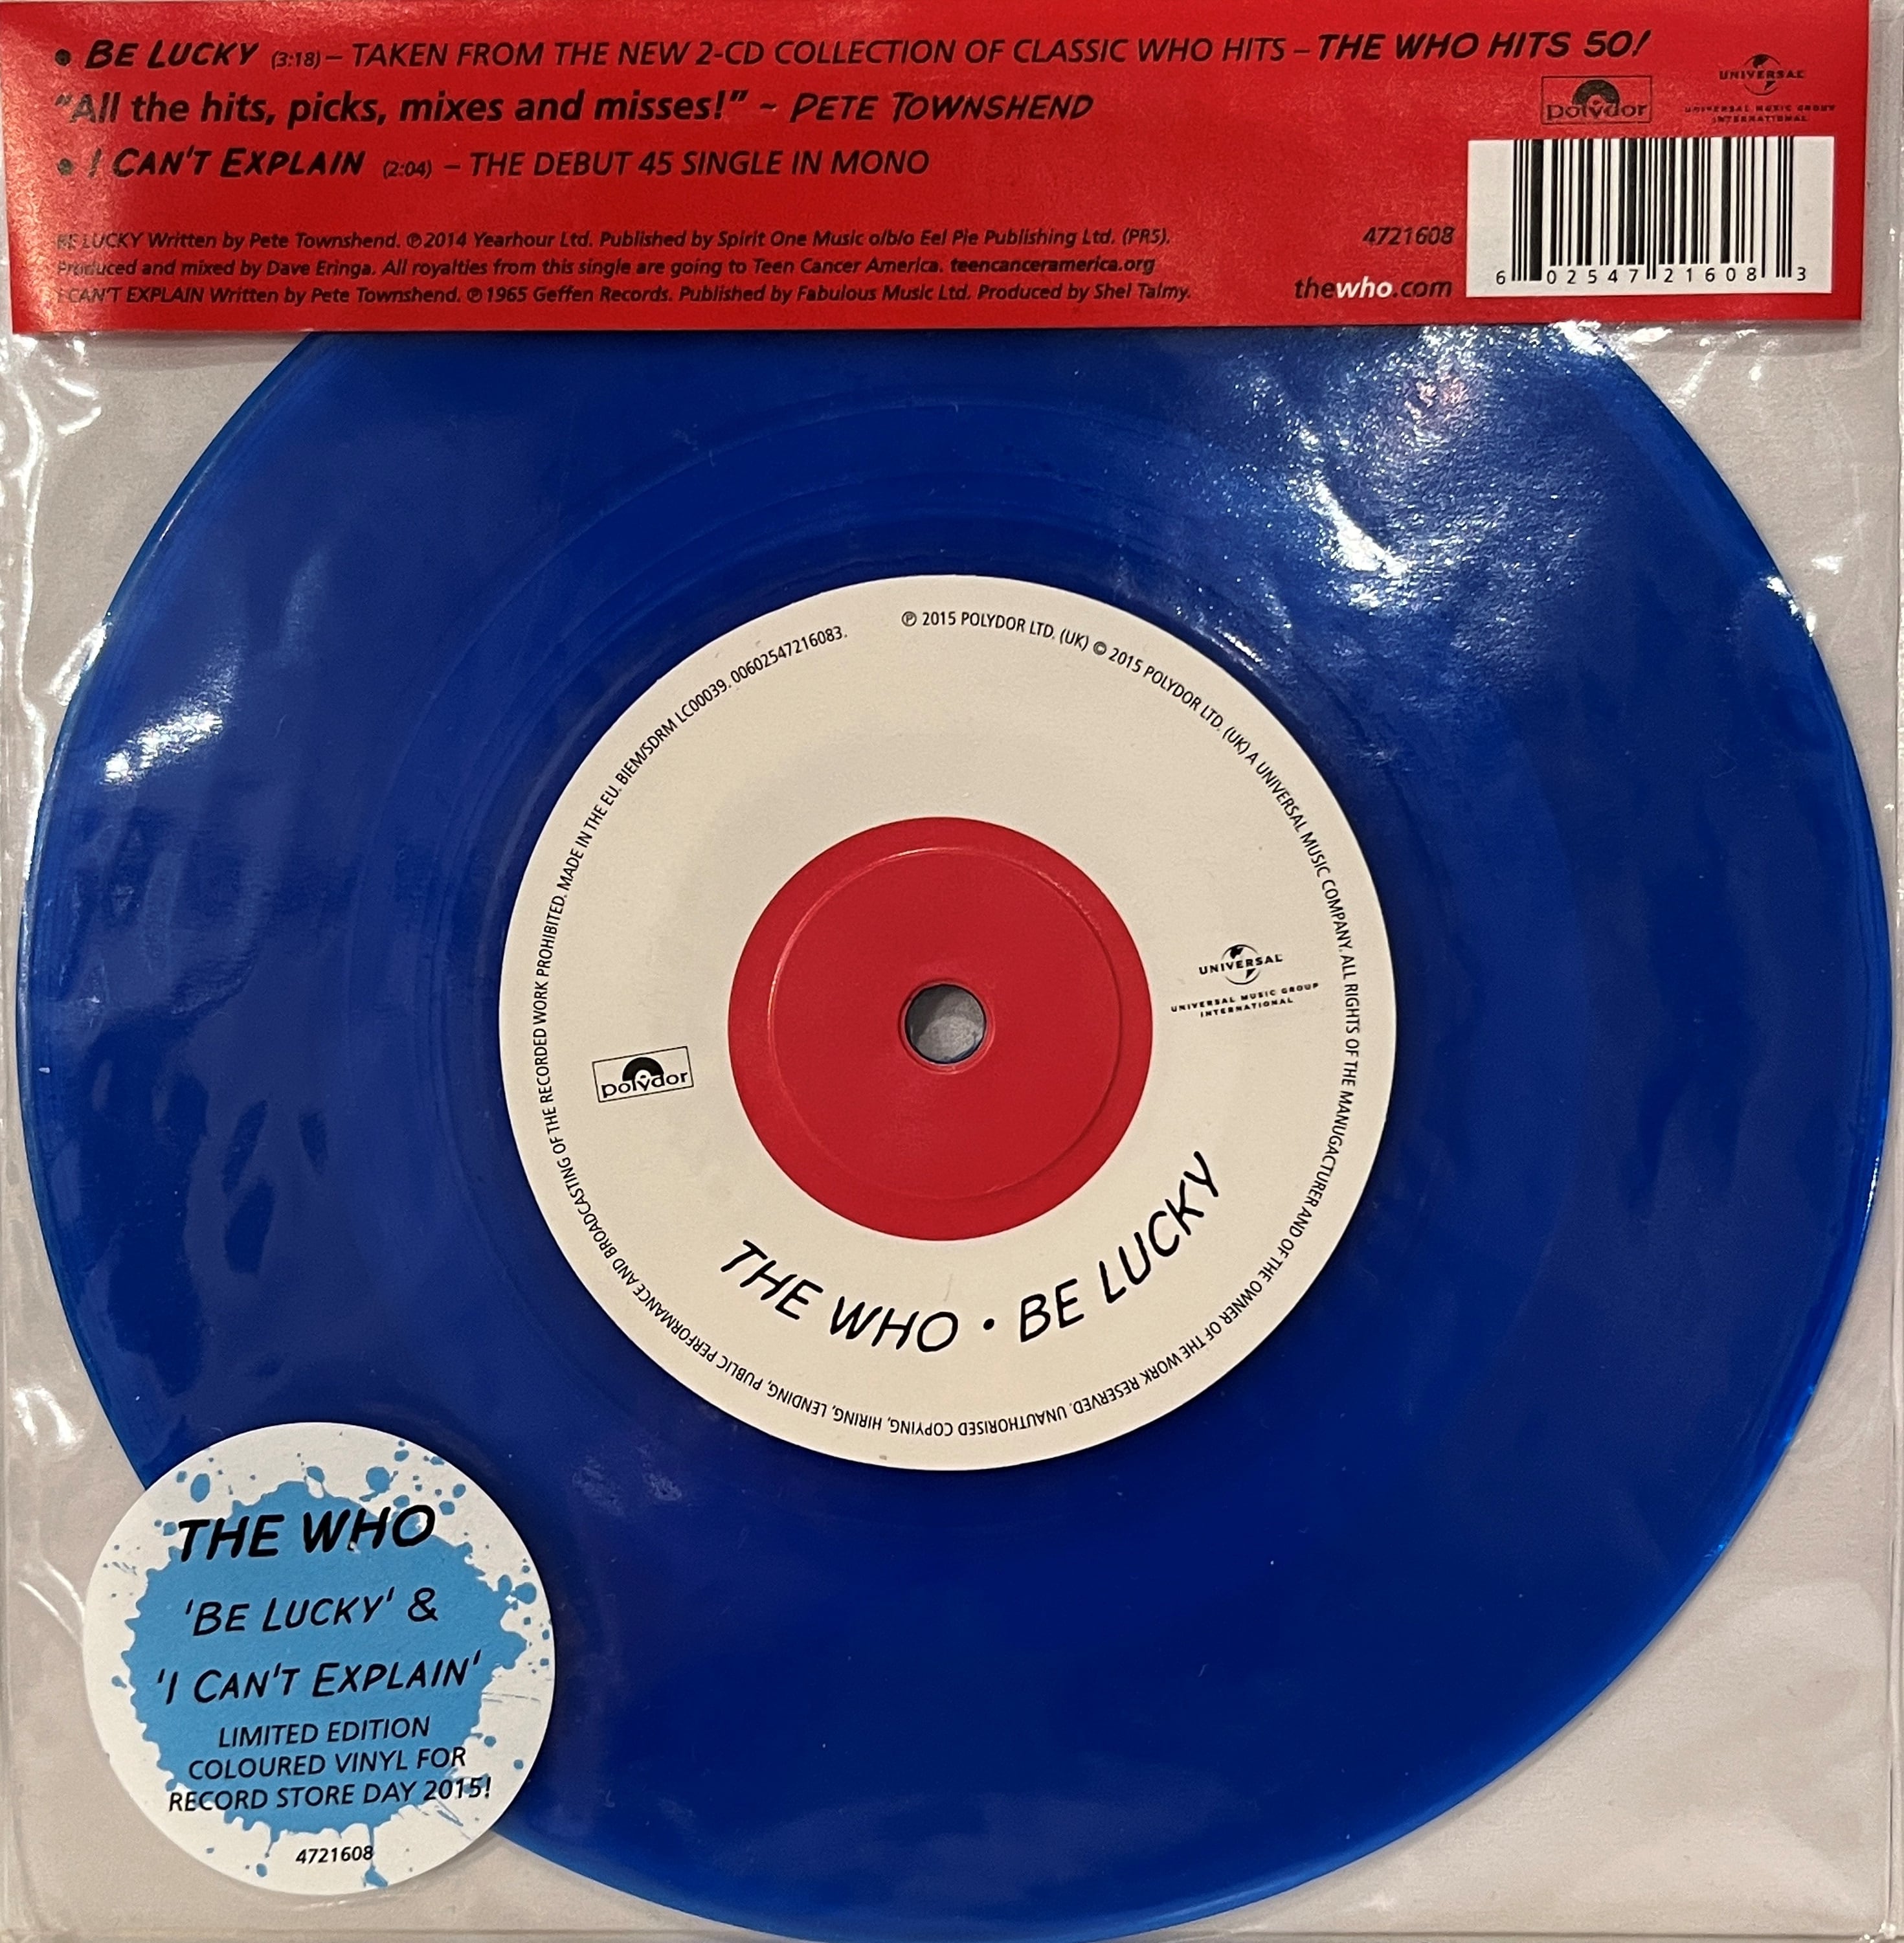 • BE LUCKY (3:18) – TAKEN FROM THE NEW 2-CD COLLECTION OF CLASSIC WHO HITS – THE WHO HITS 50!
"All the hits, picks, mixes and misses!" ~ PETE TOWNSHEND
• I CAN'T EXPLAIN (2:04) – THE DEBUT 45 SINGLE IN MONO
polydor
UNIVERSAL
UNIVERSAL MUSIC GROUP
INTERNATIONAL
BE LUCKY Written by Pete Townshend. ℗2014 Yearhour Ltd. Published by Spirit One Music o/b/o Eel Pie Publishing Ltd. (PRS).
Produced and mixed by Dave Eringa. All royalties from this single are going to Teen Cancer America. teencanceramerica.org
I CAN'T EXPLAIN Written by Pete Townshend. ℗1965 Geffen Records. Published by Fabulous Music Ltd. Produced by Shel Talmy.
4721608
thewho.com
6 02547 21608 3
℗ 2015 POLYDOR LTD. (UK) © 2015 POLYDOR LTD. (UK) A UNIVERSAL MUSIC COMPANY. ALL RIGHTS OF THE MANUGACTURER AND OF THE OWNER OF THE WORK RESERVED. UNAUTHORISED COPYING, HIRING, LENDING, PUBLIC PERFORMANCE AND BROADCASTING OF THE RECORDED WORK PROHIBITED. MADE IN THE EU. BIEM/SDRM LC00039. 00602547216083.
UNIVERSAL
UNIVERSAL MUSIC GROUP
INTERNATIONAL
polydor
THE WHO • BE LUCKY
THE WHO
'BE LUCKY' &
'I CAN'T EXPLAIN'
LIMITED EDITION
COLOURED VINYL FOR
RECORD STORE DAY 2015!
4721608